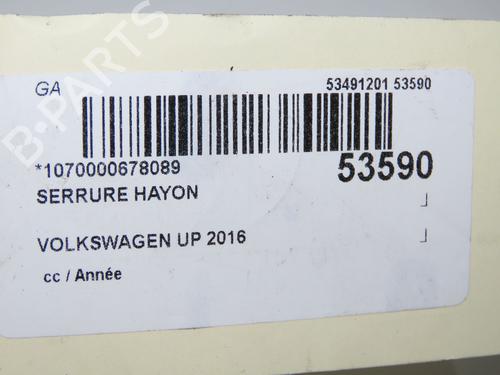 B-PARTS
GA
53491201 53590
*1070000678089
53590
SERRURE HAYON
VOLKSWAGEN UP 2016
cc / Année